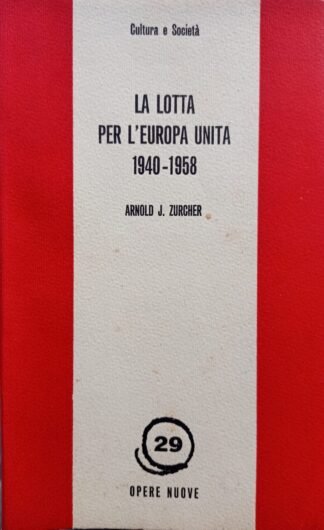 Cultura e Società
LA LOTTA
PER L'EUROPA UNITA
1940-1958
ARNOLD J. ZURCHER
29
OPERE NUOVE